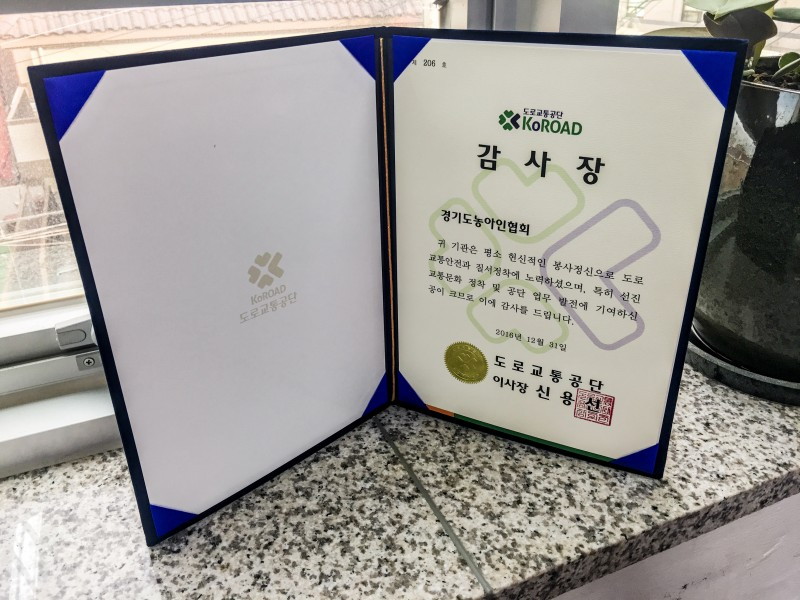 KoROAD
도로교통공단
제 206 호
도로교통공단
KoROAD
감 사 장
경기도농아인협회
귀 기관은 평소 헌신적인 봉사정신으로 도로
교통안전과 질서정착에 노력하셨으며, 특히 선진
교통문화 정착 및 공단 업무 발전에 기여하신
공이 크므로 이에 감사를 드립니다.
2016년 12월 31일
도로교통공단
이사장 신 용 선